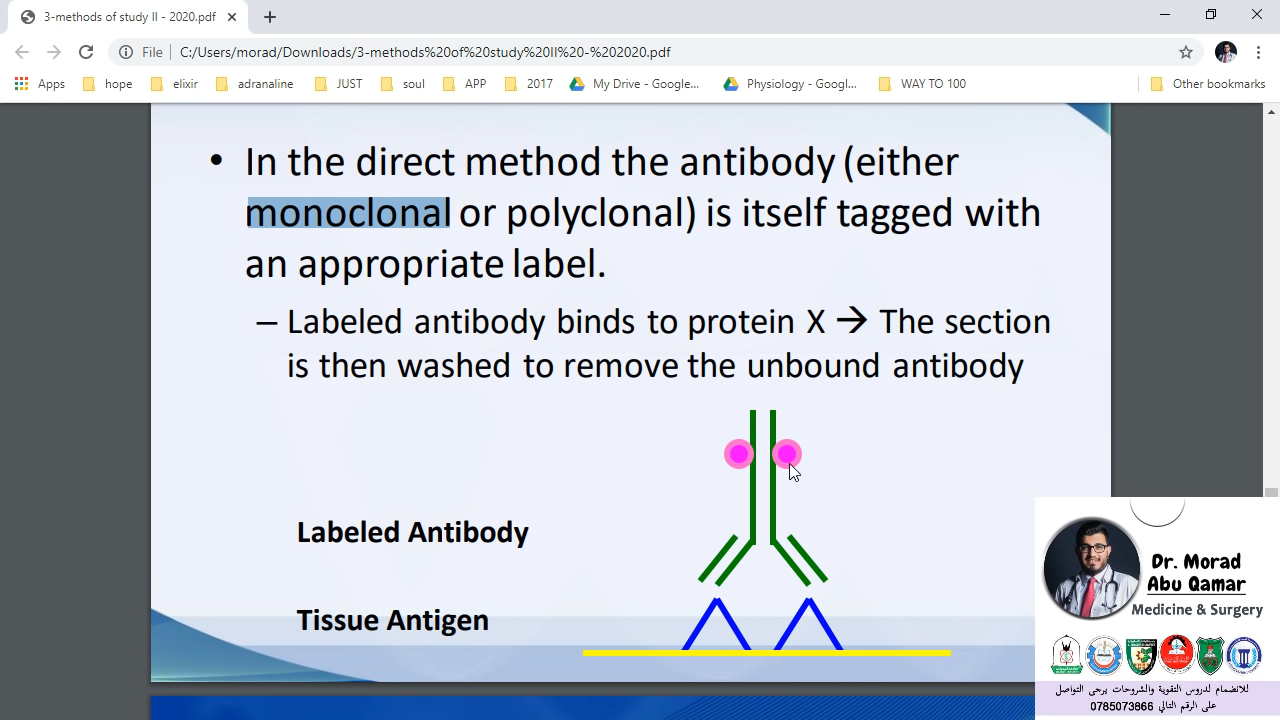 3-methods of study II - 2020.pdf
File
C:/Users/morad/Downloads/3-methods%20of%20study%20II%20-%202020.pdf
Apps
hope
elixir
adranaline
JUST
soul
APP
2017
My Drive - Google...
Physiology - Googl...
WAY TO 100
Other bookmarks
• In the direct method the antibody (either
monoclonal or polyclonal) is itself tagged with
an appropriate label.
– Labeled antibody binds to protein X → The section
is then washed to remove the unbound antibody
Labeled Antibody
Tissue Antigen
Dr. Morad
Abu Qamar
Medicine & Surgery
للانضمام لدروس التقوية والشروحات يرجى التواصل
على الرقم التالي 0785073866